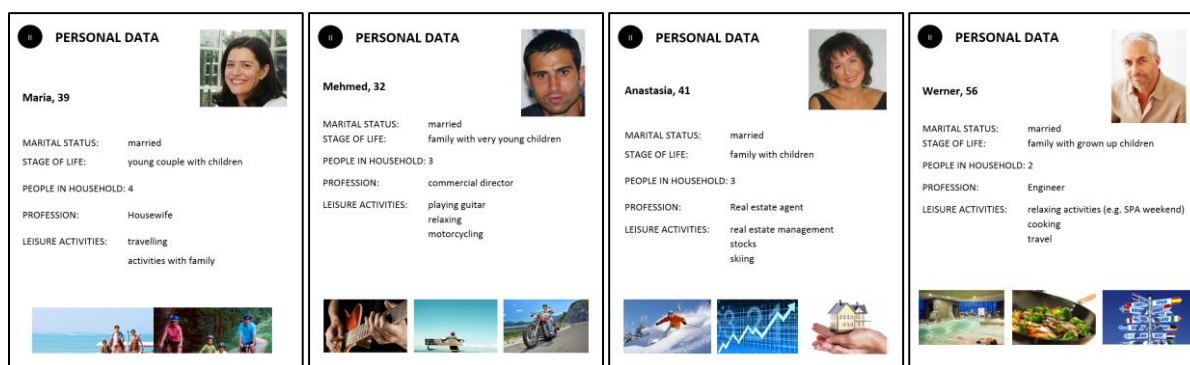 PERSONAL DATA
Maria, 39
MARITAL STATUS: married
STAGE OF LIFE: young couple with children
PEOPLE IN HOUSEHOLD: 4
PROFESSION: Housewife
LEISURE ACTIVITIES: travelling
activities with family
PERSONAL DATA
Mehmed, 32
MARITAL STATUS: married
STAGE OF LIFE: family with very young children
PEOPLE IN HOUSEHOLD: 3
PROFESSION: commercial director
LEISURE ACTIVITIES: playing guitar
relaxing
motorcycling
PERSONAL DATA
Anastasia, 41
MARITAL STATUS: married
STAGE OF LIFE: family with children
PEOPLE IN HOUSEHOLD: 3
PROFESSION: Real estate agent
LEISURE ACTIVITIES: real estate management
stocks
skiing
PERSONAL DATA
Werner, 56
MARITAL STATUS: married
STAGE OF LIFE: family with grown up children
PEOPLE IN HOUSEHOLD: 2
PROFESSION: Engineer
LEISURE ACTIVITIES: relaxing activities (e.g. SPA weekend)
cooking
travel